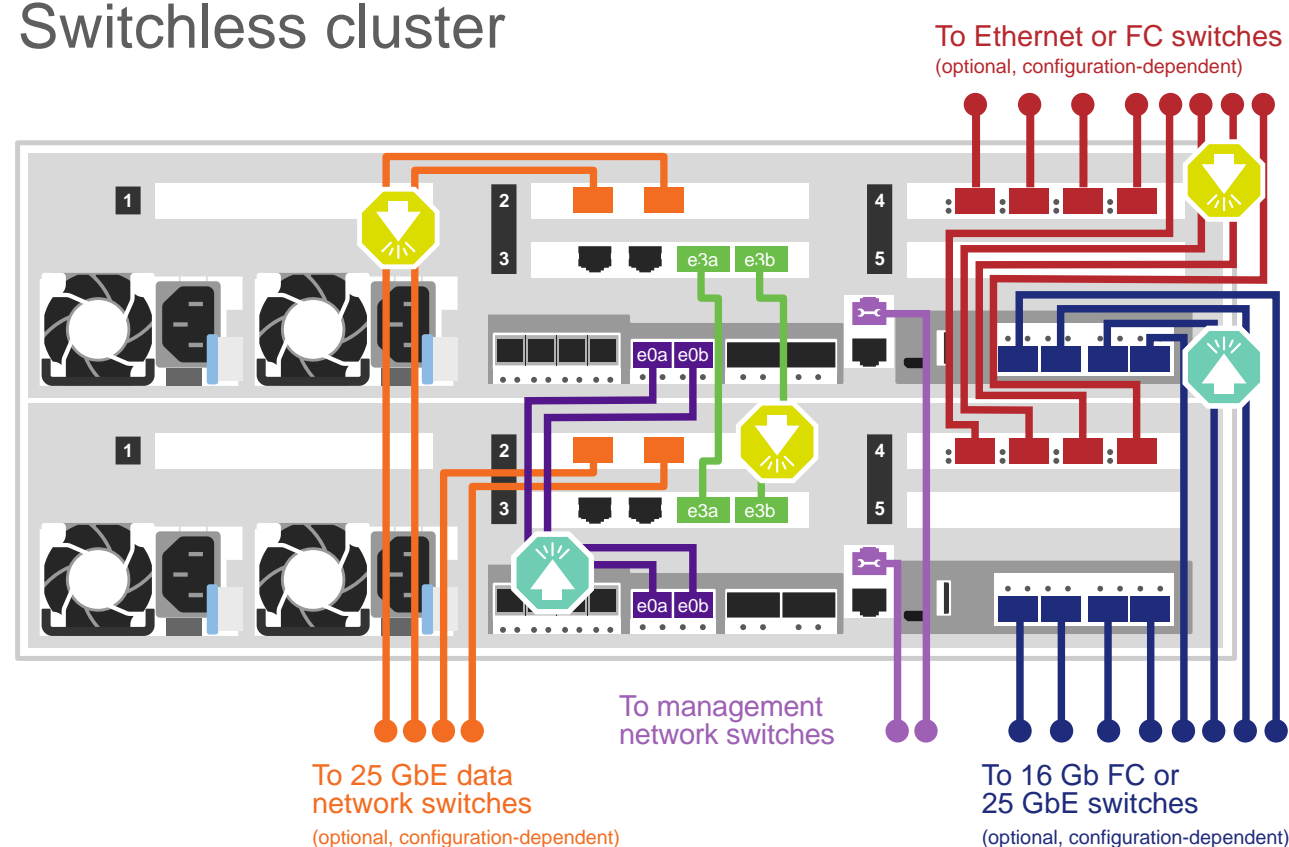 Switchless cluster
To Ethernet or FC switches
(optional, configuration-dependent)
1
2
4
3
e3a
e3b
5
e0a
e0b
1
2
4
3
e3a
e3b
5
e0a
e0b
To management
network switches
To 25 GbE data
network switches
(optional, configuration-dependent)
To 16 Gb FC or
25 GbE switches
(optional, configuration-dependent)